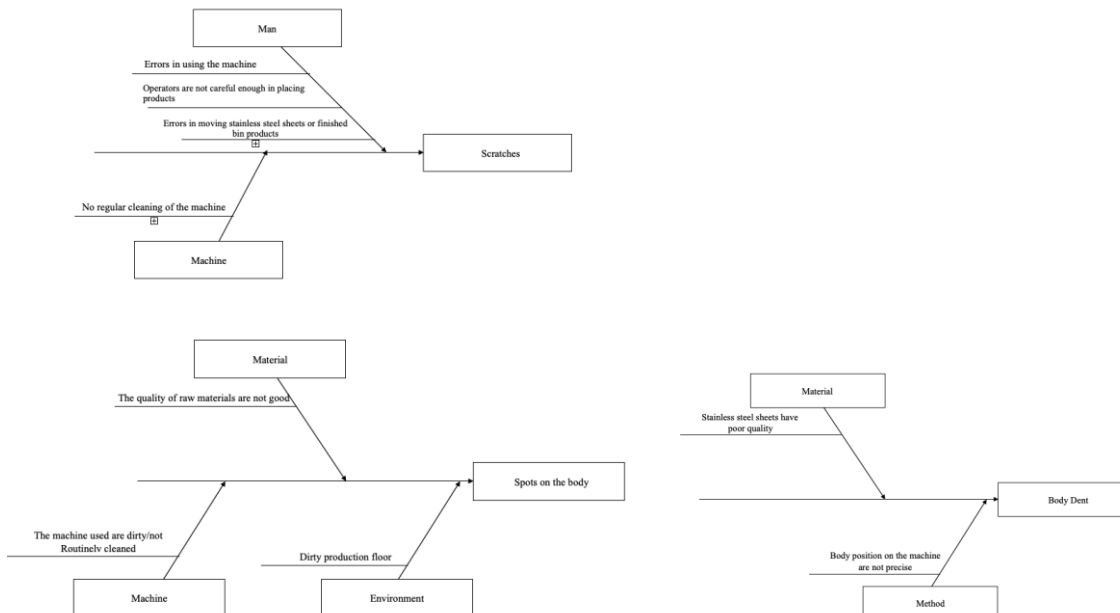 Man
Errors in using the machine
Operators are not careful enough in placing
products
Errors in moving stainless steel sheets or finished
bin products
Scratches
No regular cleaning of the machine
Machine
Material
The quality of raw materials are not good
Spots on the body
The machine used are dirty/not
Routinely cleaned
Dirty production floor
Machine
Environment
Material
Stainless steel sheets have
poor quality
Body Dent
Body position on the machine
are not precise
Method